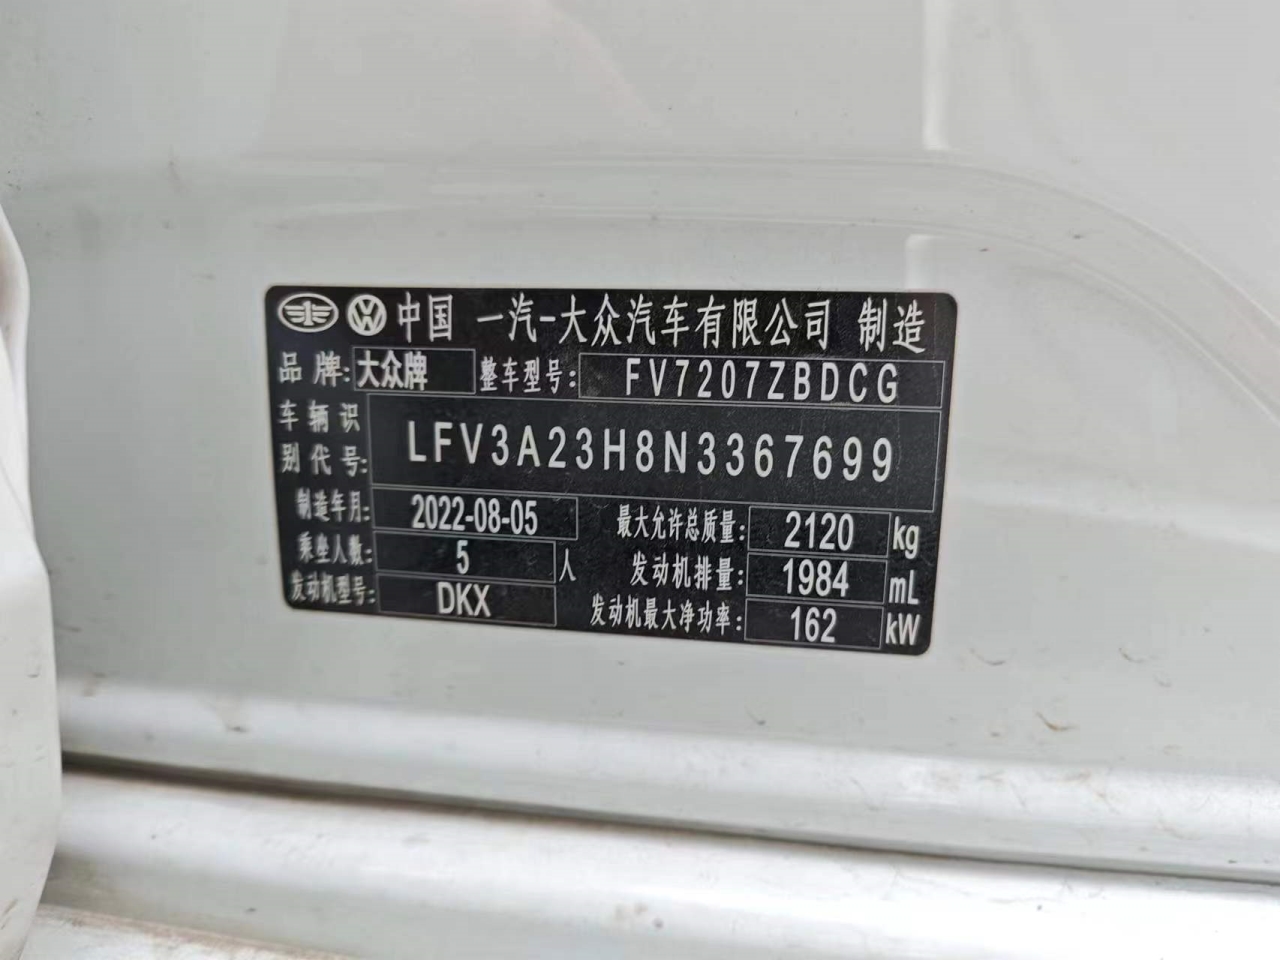 中国 一汽-大众汽车有限公司 制造
品牌: 大众牌 整车型号: FV7207ZBDCG
车辆识别代号: LFV3A23H8N3367699
制造年月: 2022-08-05 最大允许总质量: 2120 kg
乘坐人数: 5 人 发动机排量: 1984 mL
发动机型号: DKX 发动机最大净功率: 162 kW